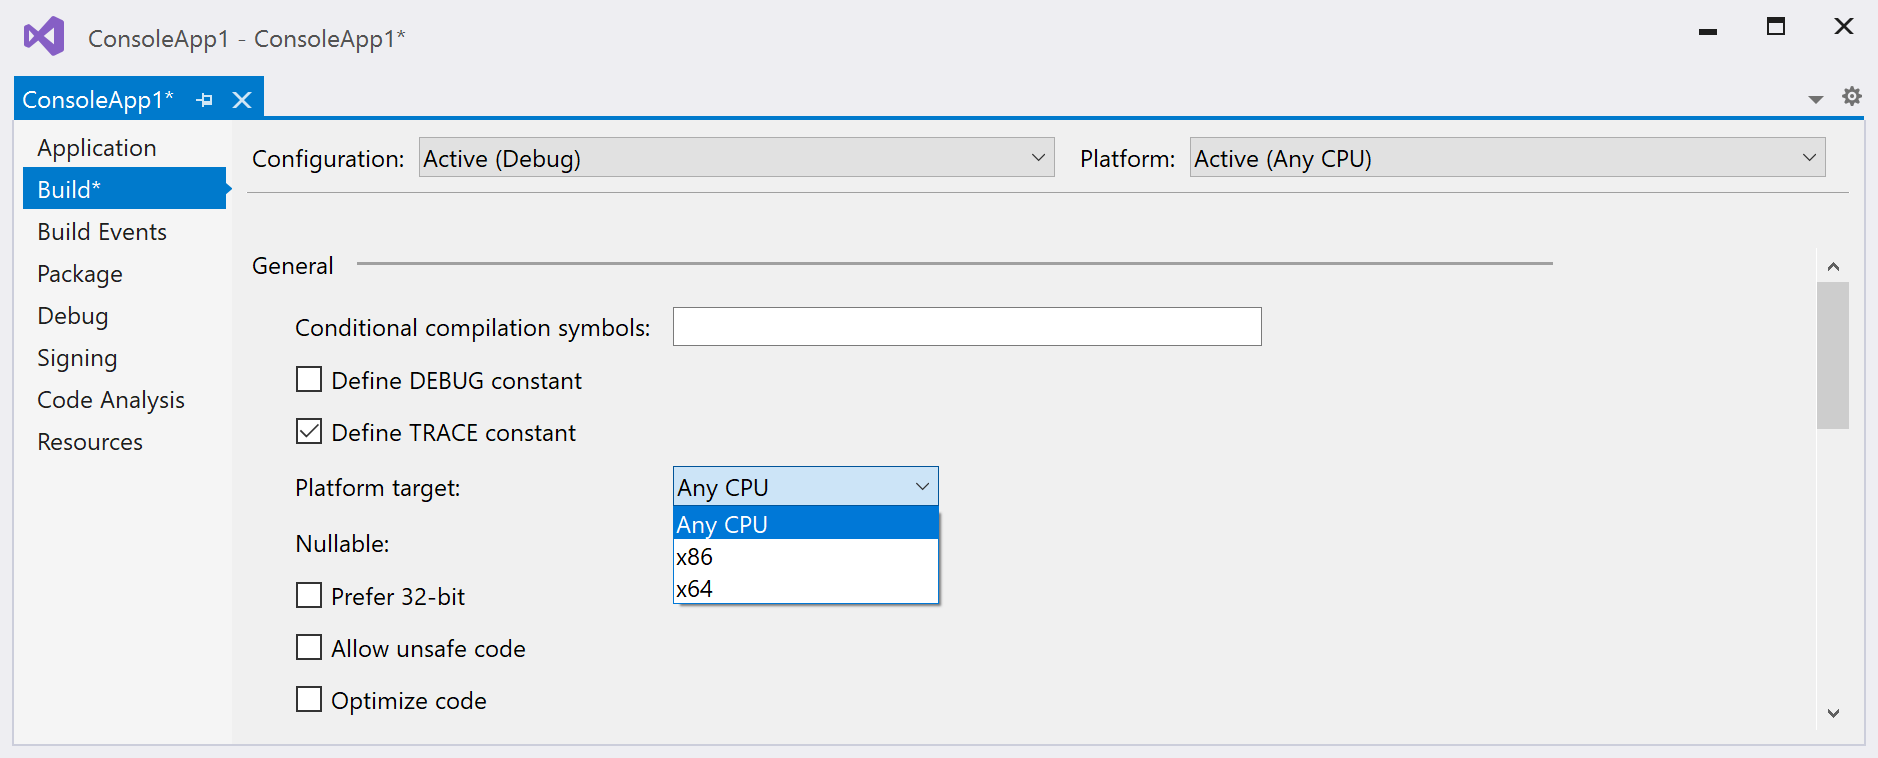 ConsoleApp1 - ConsoleApp1*
ConsoleApp1*
Application
Build*
Build Events
Package
Debug
Signing
Code Analysis
Resources
Configuration: Active (Debug) Platform: Active (Any CPU)
General
Conditional compilation symbols:
Define DEBUG constant
Define TRACE constant
Platform target: Any CPU
Any CPU
x86
x64
Nullable:
Prefer 32-bit
Allow unsafe code
Optimize code